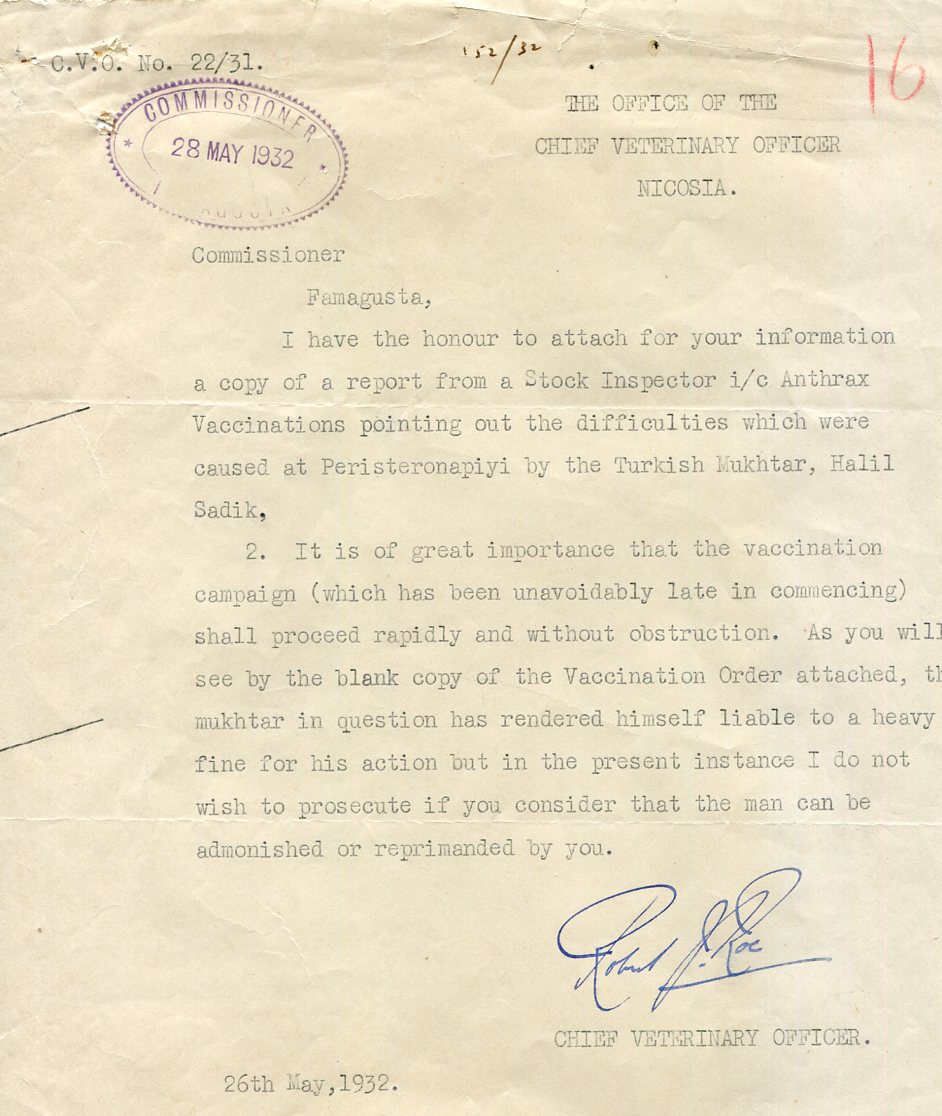 C.V.O. No. 22/31.
152/32
16
COMMISSIONER
28 MAY 1932
THE OFFICE OF THE
CHIEF VETERINARY OFFICER
NICOSIA.
Commissioner
Famagusta,
I have the honour to attach for your information
a copy of a report from a Stock Inspector i/c Anthrax
Vaccinations pointing out the difficulties which were
caused at Peristeronapiyi by the Turkish Mukhtar, Halil
Sadik,
2. It is of great importance that the vaccination
campaign (which has been unavoidably late in commencing)
shall proceed rapidly and without obstruction. As you will
see by the blank copy of the Vaccination Order attached, th
mukhtar in question has rendered himself liable to a heavy
fine for his action but in the present instance I do not
wish to prosecute if you consider that the man can be
admonished or reprimanded by you.
Robert J. Roe
CHIEF VETERINARY OFFICER.
26th May,1932.